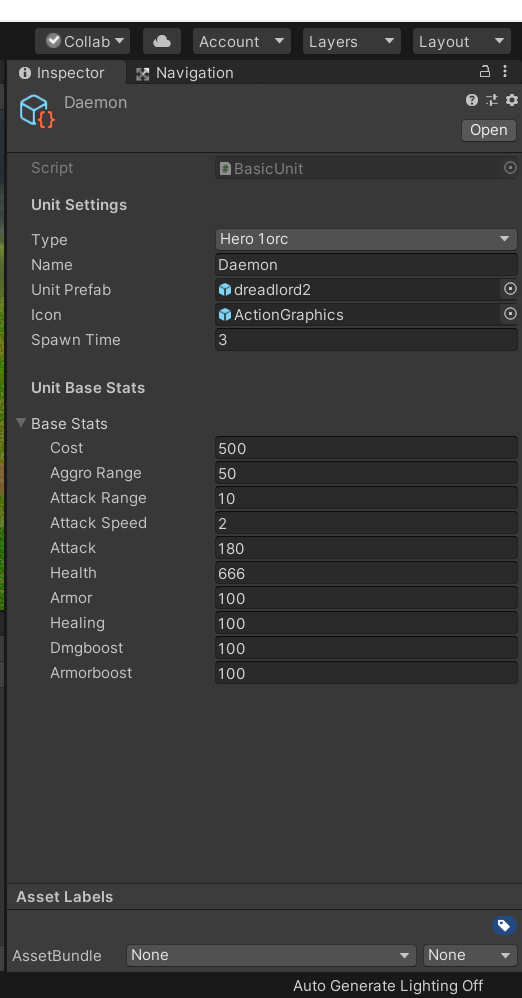 Collab Account Layers Layout
Inspector Navigation
Daemon
Open
Script BasicUnit
Unit Settings
Type Hero 1orc
Name Daemon
Unit Prefab dreadlord2
Icon ActionGraphics
Spawn Time 3
Unit Base Stats
Base Stats
Cost 500
Aggro Range 50
Attack Range 10
Attack Speed 2
Attack 180
Health 666
Armor 100
Healing 100
Dmgboost 100
Armorboost 100
Asset Labels
AssetBundle None None
Auto Generate Lighting Off